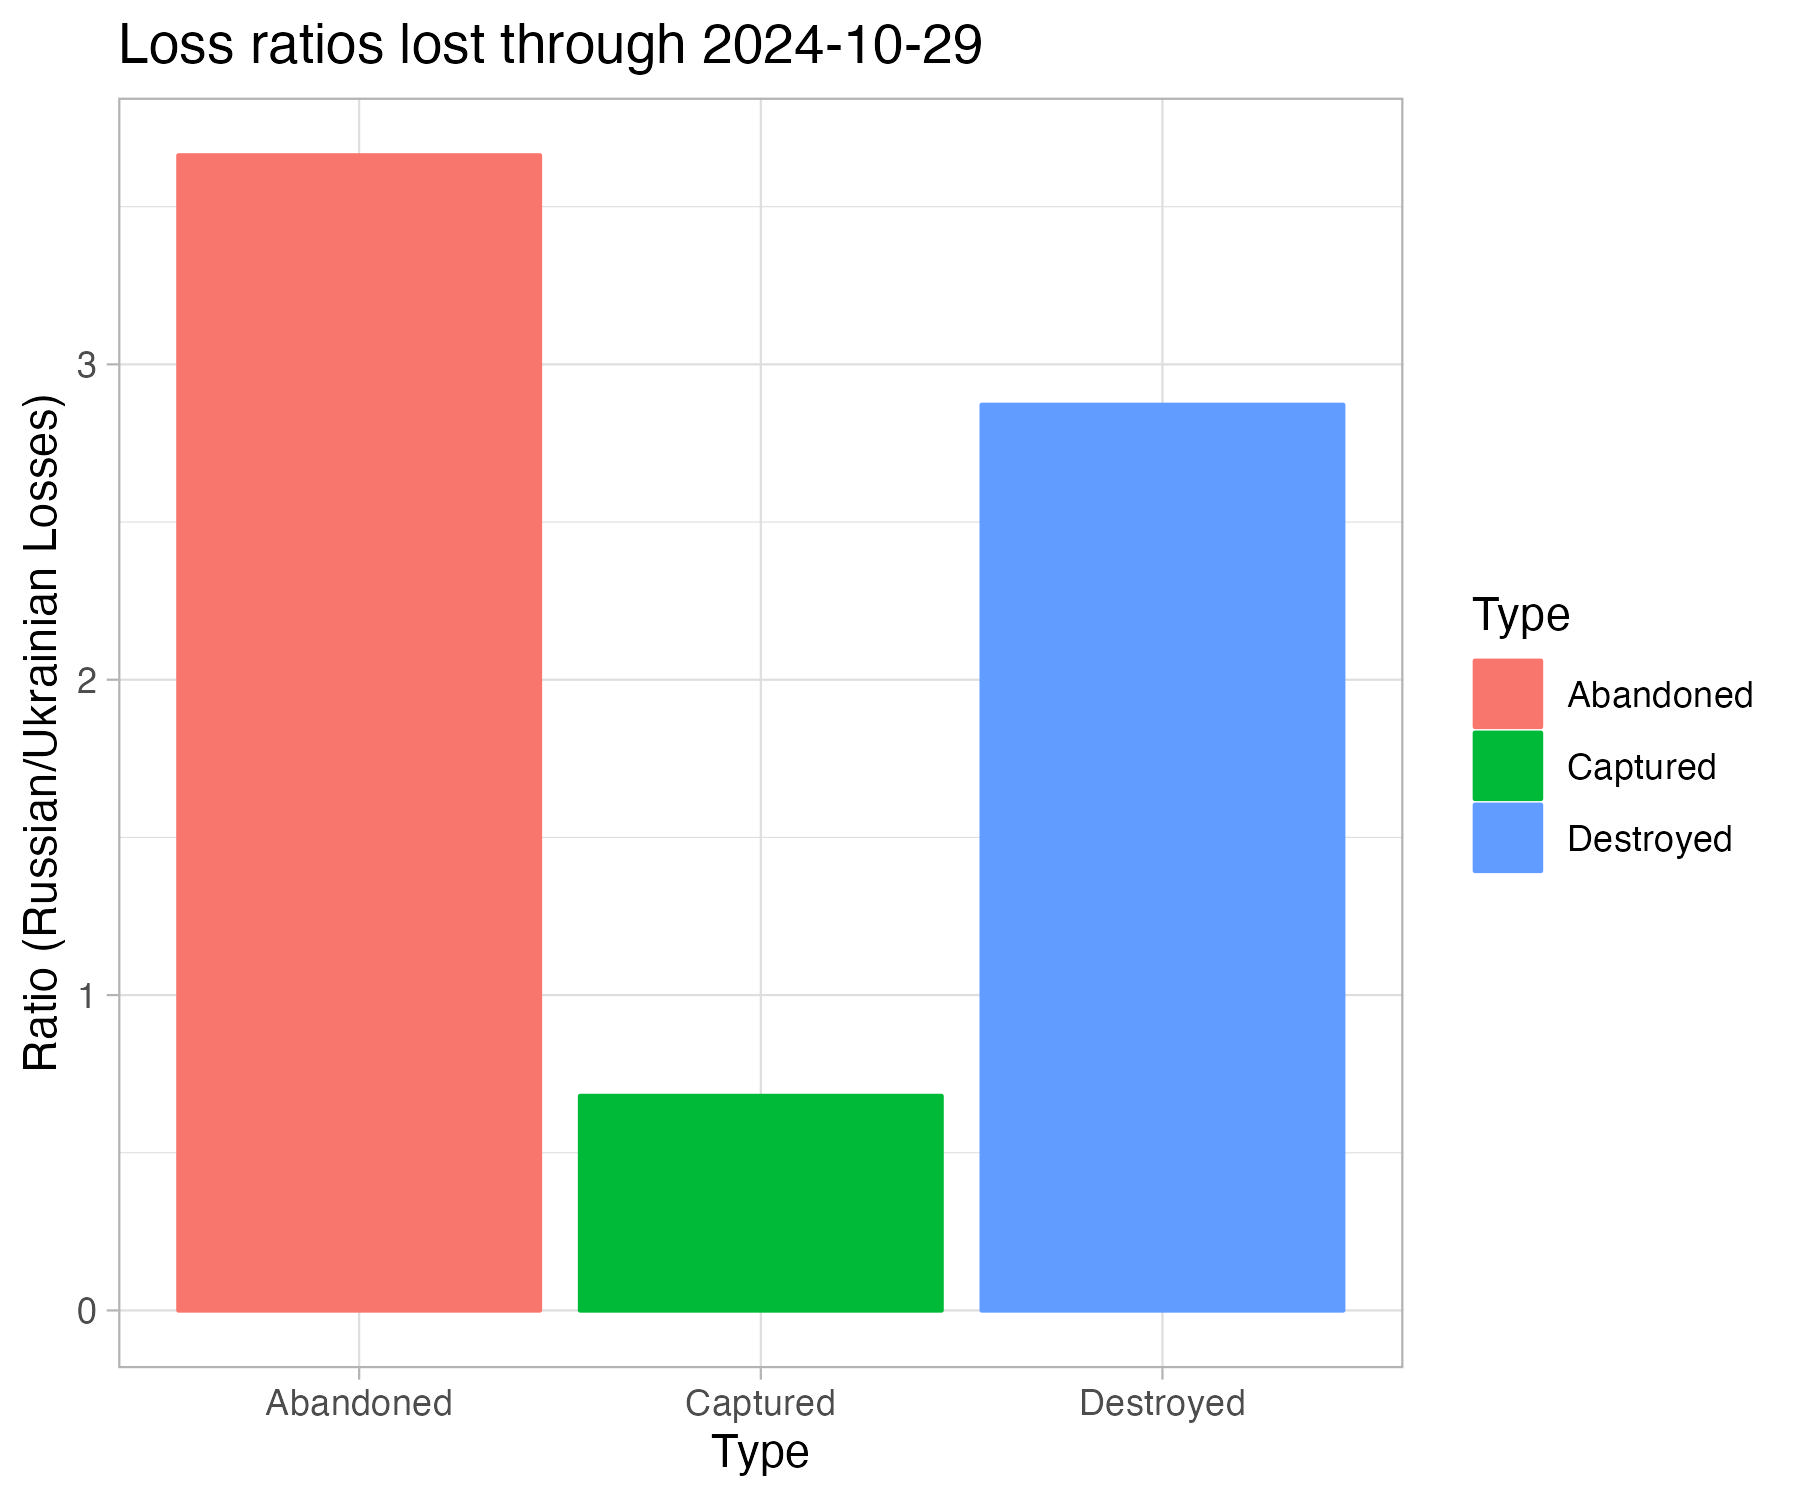 Loss ratios lost through 2024-10-29
Ratio (Russian/Ukrainian Losses)
3
2
1
0
Abandoned
Captured
Destroyed
Type
Type
Abandoned
Captured
Destroyed